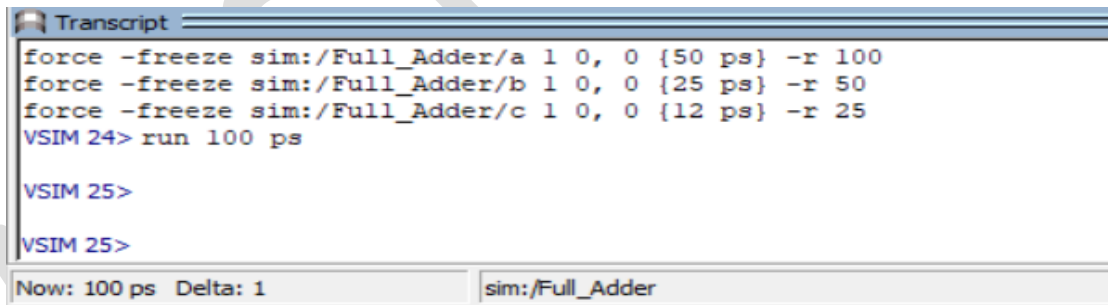 Transcript
force -freeze sim:/Full_Adder/a 1 0, 0 {50 ps} -r 100
force -freeze sim:/Full_Adder/b 1 0, 0 {25 ps} -r 50
force -freeze sim:/Full_Adder/c 1 0, 0 {12 ps} -r 25
VSIM 24> run 100 ps
VSIM 25>
VSIM 25>
Now: 100 ps Delta: 1 sim:/Full_Adder